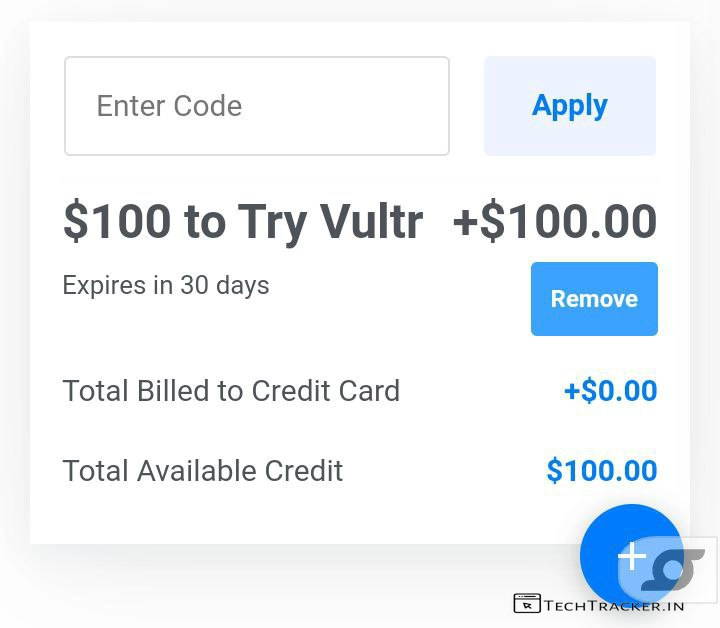 Enter Code
Apply
$100 to Try Vultr +$100.00
Expires in 30 days
Remove
Total Billed to Credit Card +$0.00
Total Available Credit $100.00
+
TECHTRACKER.IN